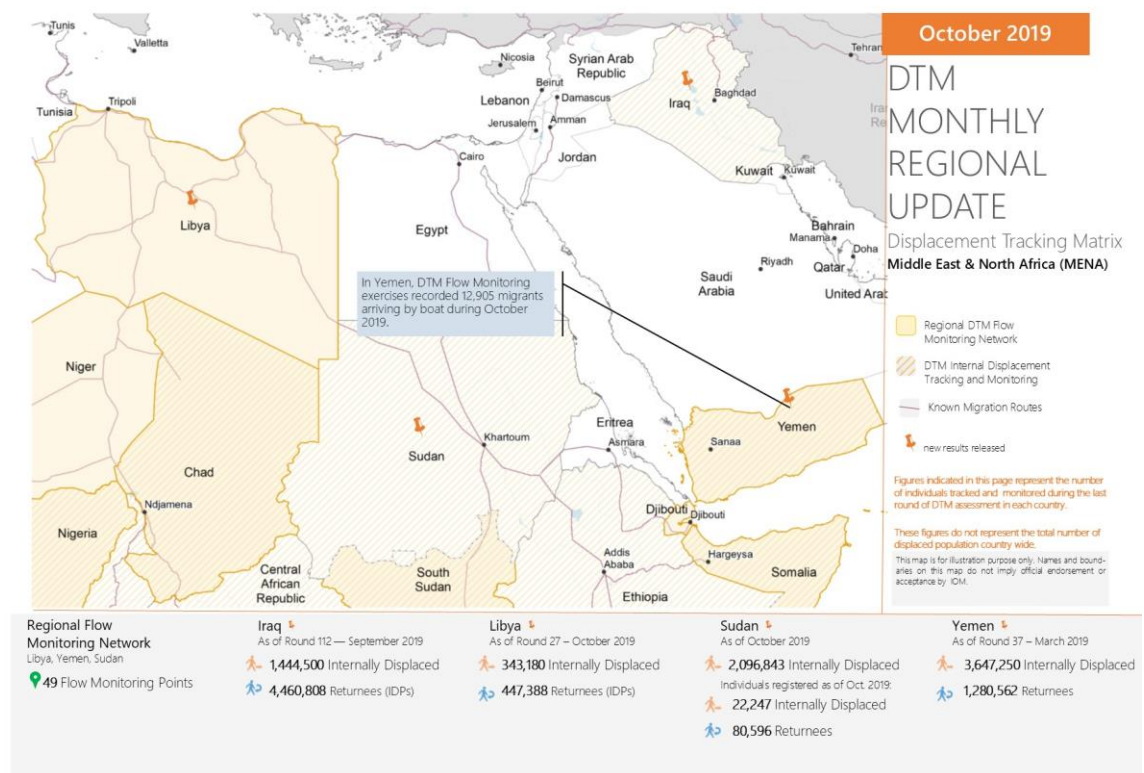 October 2019
DTM
MONTHLY
REGIONAL
UPDATE
Displacement Tracking Matrix
Middle East & North Africa (MENA)
Regional DTM Flow
Monitoring Network
DTM Internal Displacement
Tracking and Monitoring
Known Migration Routes
new results released
Figures indicated in this page represent the number
of individuals tracked and monitored during the last
round of DTM assessment in each country.
These figures do not represent the total number of
displaced population country wide.
This map is for illustration purpose only. Names and bound-
aries on this map do not imply official endorsement or
acceptance by IOM.
Tunis
Valletta
Nicosia
Syrian Arab
Republic
Tehran
Beirut
Lebanon
Damascus
Iraq
Baghdad
Ira
Re
Tunisia
Tripoli
Jerusalem
Amman
Jordan
Cairo
Kuwait
Kuwait
Libya
Egypt
Bahrain
Manama
Doha
Riyadh
Qatar
Saudi
Arabia
United Arab
In Yemen, DTM Flow Monitoring
exercises recorded 12,905 migrants
arriving by boat during October
2019.
Niger
Chad
Sudan
Khartoum
Eritrea
Asmara
Sanaa
Yemen
Ndjamena
Nigeria
Djibouti
Djibouti
Central
African
Republic
South
Sudan
Addis
Ababa
Ethiopia
Hargeysa
Somalia
Regional Flow
Monitoring Network
Libya, Yemen, Sudan
49 Flow Monitoring Points
Iraq
As of Round 112 — September 2019
1,444,500 Internally Displaced
4,460,808 Returnees (IDPs)
Libya
As of Round 27 – October 2019
343,180 Internally Displaced
447,388 Returnees (IDPs)
Sudan
As of October 2019
2,096,843 Internally Displaced
Individuals registered as of Oct. 2019:
22,247 Internally Displaced
80,596 Returnees
Yemen
As of Round 37 – March 2019
3,647,250 Internally Displaced
1,280,562 Returnees